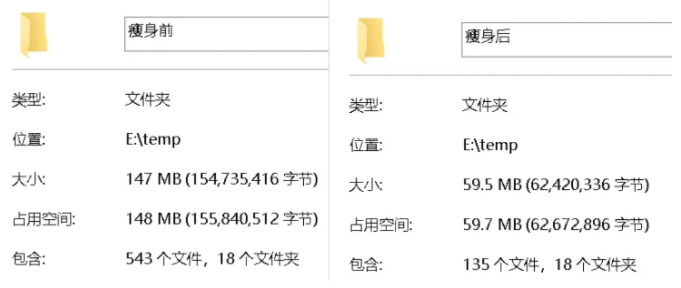 瘦身前
类型: 文件夹
位置: E:\temp
大小: 147 MB (154,735,416 字节)
占用空间: 148 MB (155,840,512 字节)
包含: 543 个文件，18 个文件夹
瘦身后
类型: 文件夹
位置: E:\temp
大小: 59.5 MB (62,420,336 字节)
占用空间: 59.7 MB (62,672,896 字节)
包含: 135 个文件，18 个文件夹